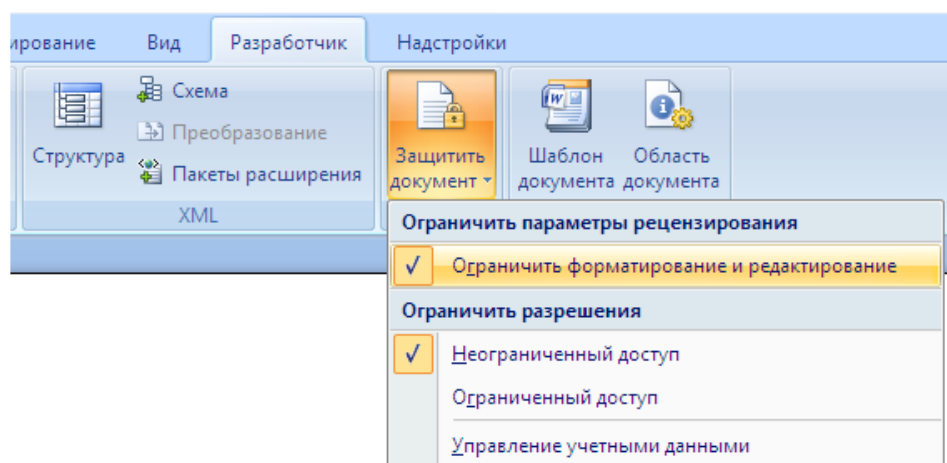 ирование Вид Разработчик Надстройки
Структура
Схема
Преобразование
Пакеты расширения
XML
Защитить
документ
Шаблон
документа
Область
документа
Ограничить параметры рецензирования
Ограничить форматирование и редактирование
Ограничить разрешения
Неограниченный доступ
Ограниченный доступ
Управление учетными данными